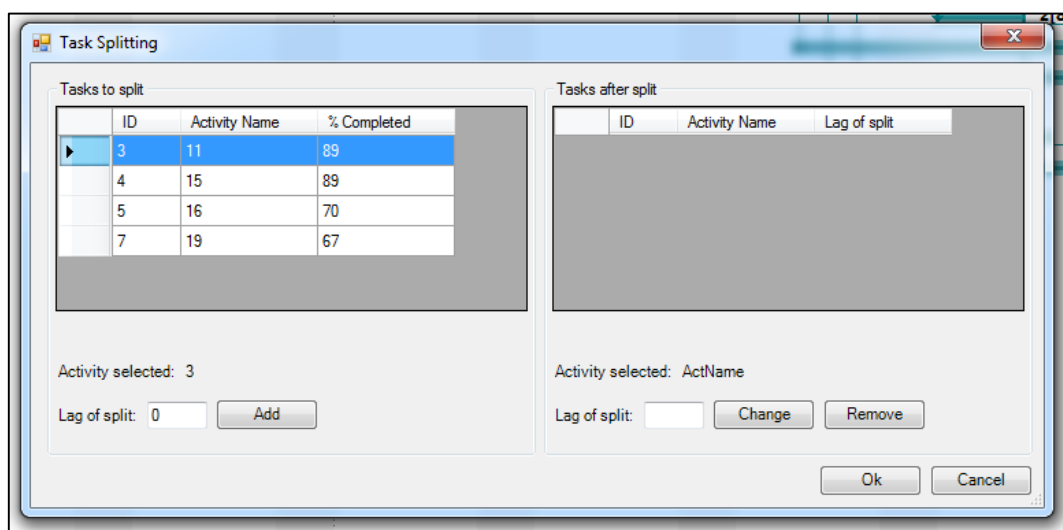 Task Splitting
Tasks to split
ID Activity Name % Completed
3 11 89
4 15 89
5 16 70
7 19 67
Activity selected: 3
Lag of split: 0 Add
Tasks after split
ID Activity Name Lag of split
Activity selected: ActName
Lag of split: Change Remove
Ok Cancel